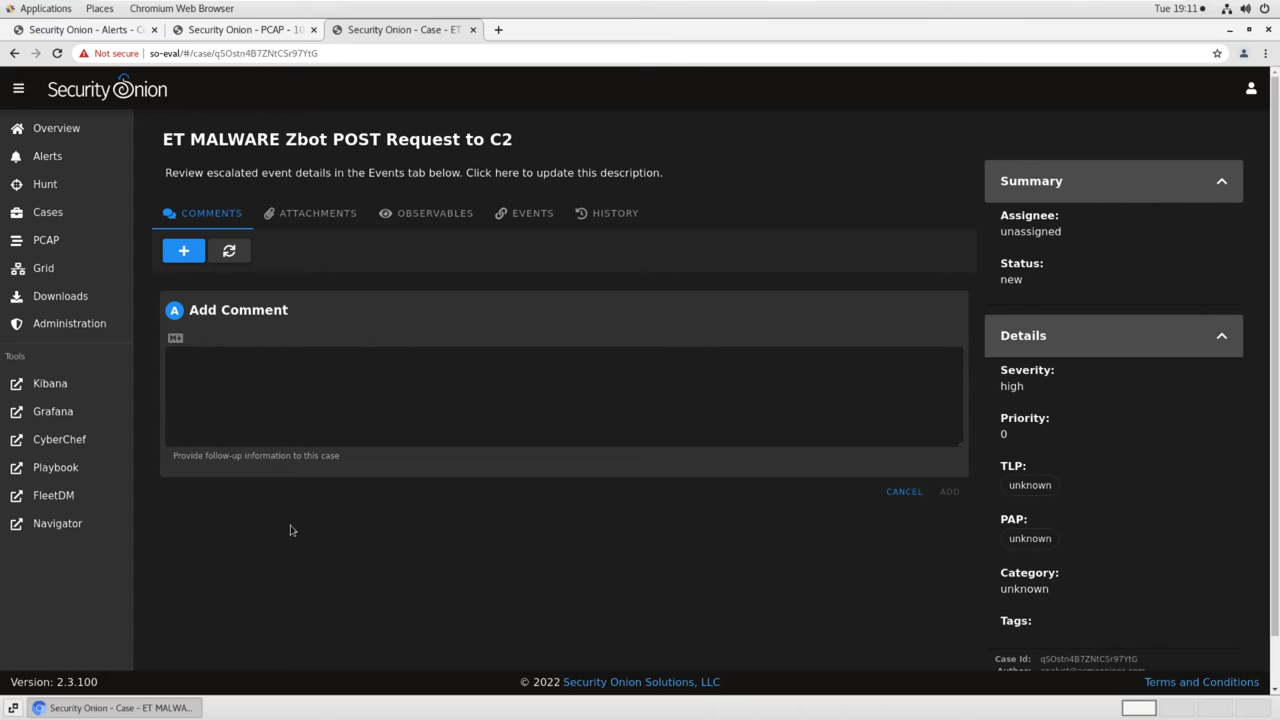 Applications Places Chromium Web Browser Tue 19:11
Security Onion - Alerts - C
Security Onion - PCAP - 10
Security Onion - Case - ET
Not secure so-eval/#/case/qSOstn4B7ZNtCSr97YtG
Security Onion
Overview
Alerts
Hunt
Cases
PCAP
Grid
Downloads
Administration
Tools
Kibana
Grafana
CyberChef
Playbook
FleetDM
Navigator
ET MALWARE Zbot POST Request to C2
Review escalated event details in the Events tab below. Click here to update this description.
COMMENTS ATTACHMENTS OBSERVABLES EVENTS HISTORY
A Add Comment
Provide follow-up information to this case
CANCEL ADD
Summary
Assignee:
unassigned
Status:
new
Details
Severity:
high
Priority:
0
TLP:
unknown
PAP:
unknown
Category:
unknown
Tags:
Case Id: qSOstn4B7ZNtCSr97YtG
Version: 2.3.100 © 2022 Security Onion Solutions, LLC Terms and Conditions
Security Onion - Case - ET MALWA...